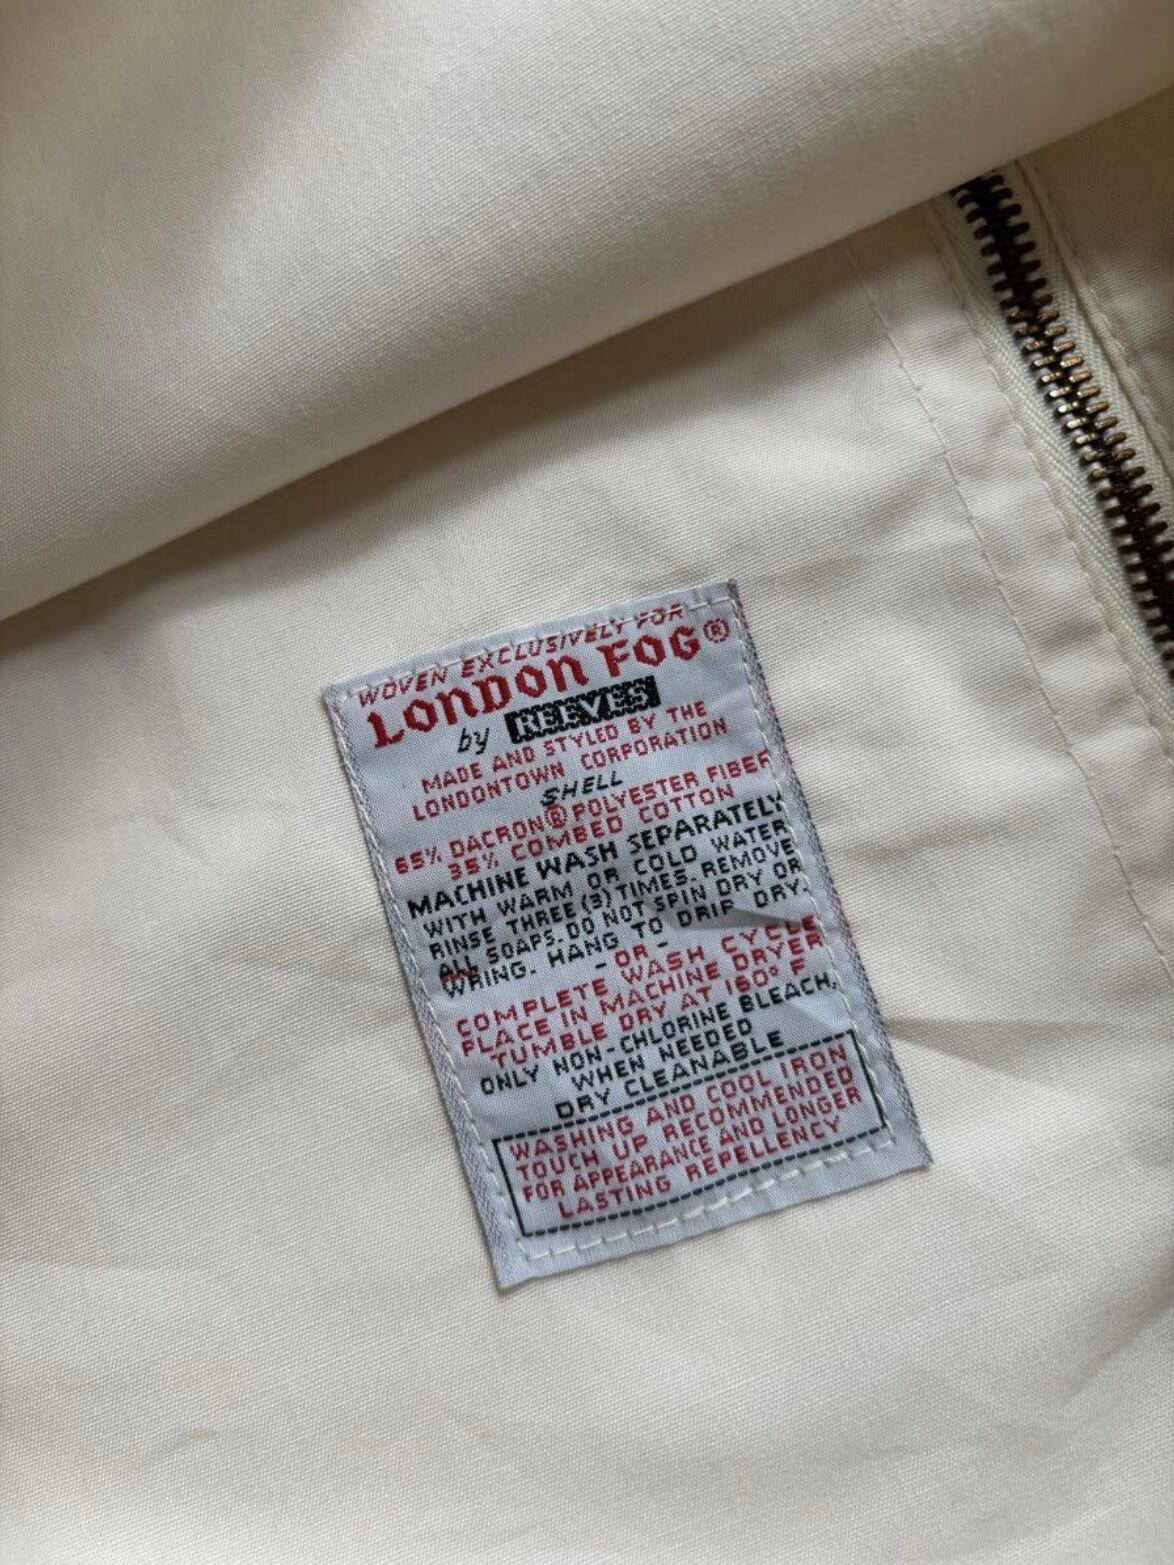 WOVEN EXCLUSIVELY FOR
LONDON FOG®
by REEVES
MADE AND STYLED BY THE
LONDONTOWN CORPORATION
SHELL
65% DACRON® POLYESTER FIBER
35% COMBED COTTON
MACHINE WASH SEPARATELY
WITH WARM OR COLD WATER
RINSE THREE (3) TIMES. REMOVE
ALL SOAPS. DO NOT SPIN DRY OR
WRING. HANG TO DRIP DRY.
-OR-
COMPLETE WASH CYCLE
PLACE IN MACHINE DRYER
TUMBLE DRY AT 160° F
ONLY NON-CHLORINE BLEACH,
WHEN NEEDED
DRY CLEANABLE
WASHING AND COOL IRON
TOUCH UP RECOMMENDED
FOR APPEARANCE AND LONGER
LASTING REPELLENCY